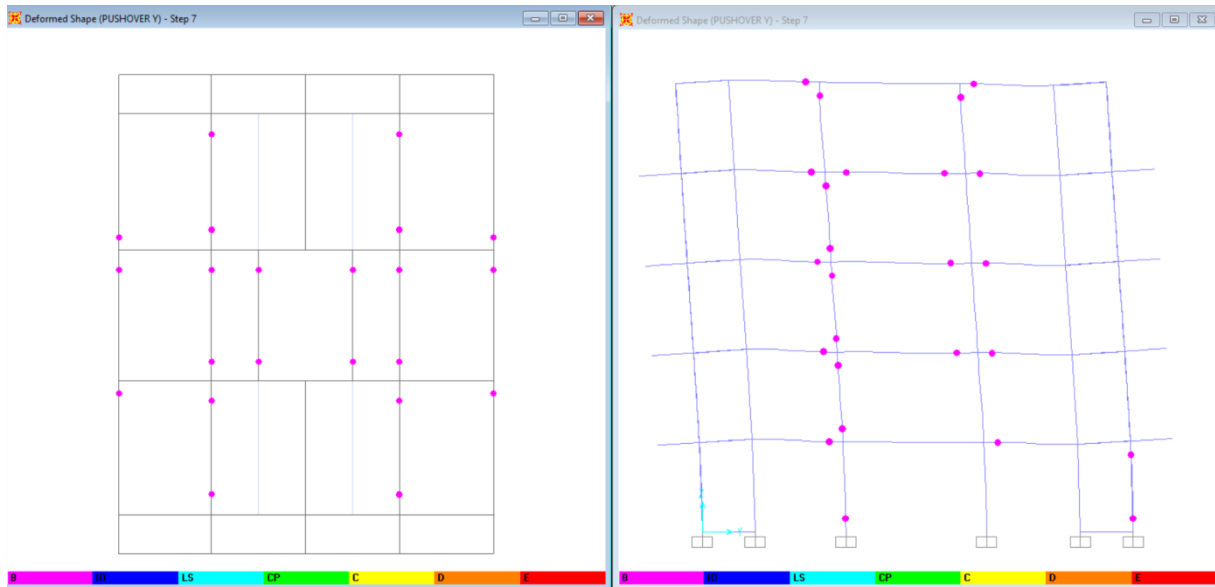 Deformed Shape (PUSHOVER Y) - Step 7
Deformed Shape (PUSHOVER Y) - Step 7
Y
B IO LS CP C D E
B IO LS CP C D E